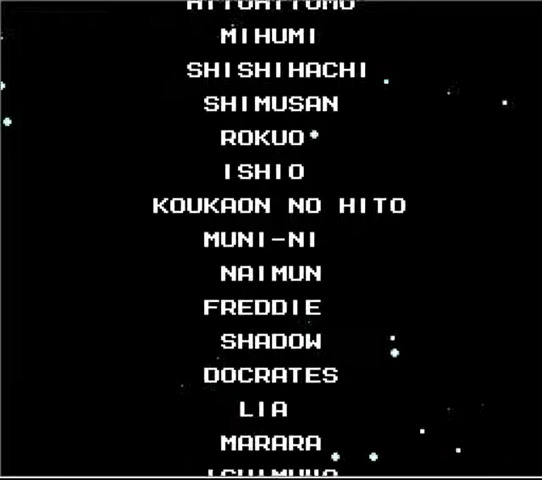 MIHUMI
SHISHIHACHI
SHIMUSAN
ROKUO
ISHIO
KOUKAON NO HITO
MUNI-NI
NAIMUN
FREDDIE
SHADOW
DOCRATES
LIA
MARARA